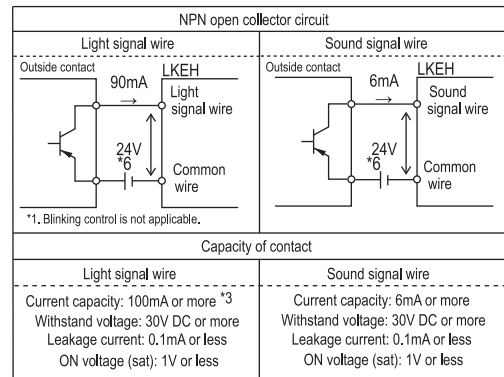 NPN open collector circuit
Light signal wire
Sound signal wire
Outside contact
LKEH
90mA
→
Light
signal wire
24V
*6
Common
wire
*1. Blinking control is not applicable.
Outside contact
LKEH
6mA
→
Sound
signal wire
24V
*6
Common
wire
Capacity of contact
Light signal wire
Sound signal wire
Current capacity: 100mA or more *3
Withstand voltage: 30V DC or more
Leakage current: 0.1mA or less
ON voltage (sat): 1V or less
Current capacity: 6mA or more
Withstand voltage: 30V DC or more
Leakage current: 0.1mA or less
ON voltage (sat): 1V or less